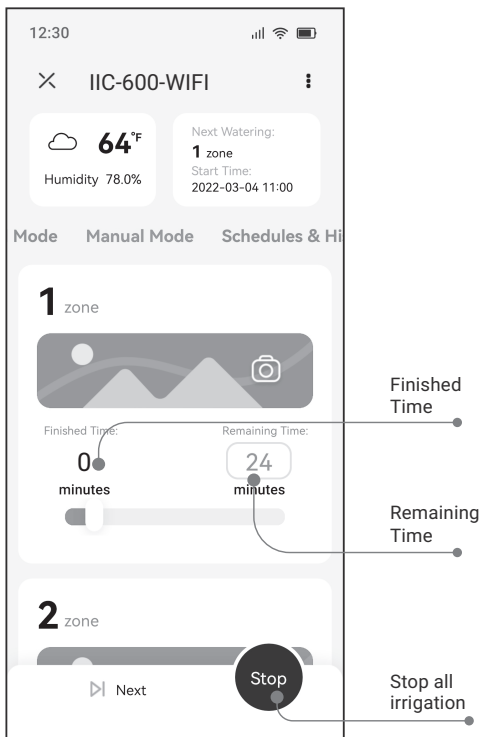 12:30
IIC-600-WIFI
64°F
Humidity 78.0%
Next Watering:
1 zone
Start Time:
2022-03-04 11:00
Mode Manual Mode Schedules & Hi
1 zone
Finished Time: Remaining Time:
0 24
minutes minutes
2 zone
Next Stop
Finished
Time
Remaining
Time
Stop all
irrigation